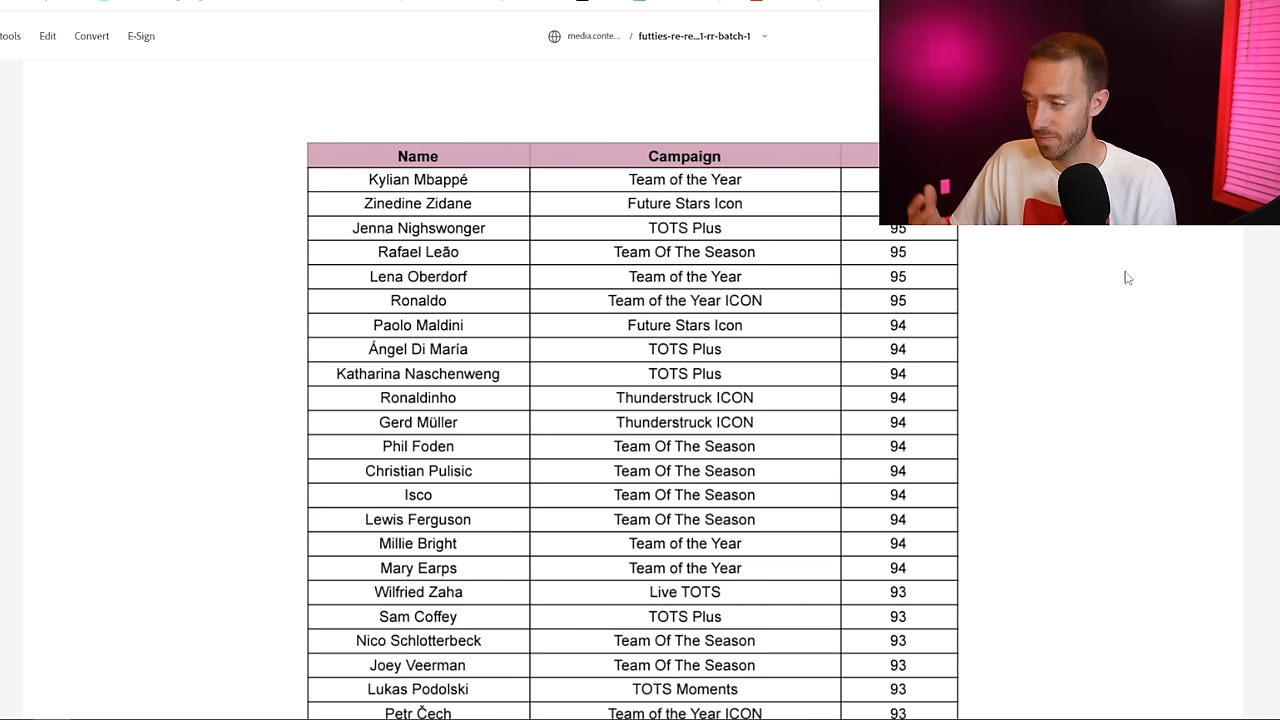 tools Edit Convert E-Sign media.conte... / futties-re-re...1-rr-batch-1
Name Campaign
Kylian Mbappé Team of the Year
Zinedine Zidane Future Stars Icon
Jenna Nighswonger TOTS Plus 95
Rafael Leão Team Of The Season 95
Lena Oberdorf Team of the Year 95
Ronaldo Team of the Year ICON 95
Paolo Maldini Future Stars Icon 94
Ángel Di María TOTS Plus 94
Katharina Naschenweng TOTS Plus 94
Ronaldinho Thunderstruck ICON 94
Gerd Müller Thunderstruck ICON 94
Phil Foden Team Of The Season 94
Christian Pulisic Team Of The Season 94
Isco Team Of The Season 94
Lewis Ferguson Team Of The Season 94
Millie Bright Team of the Year 94
Mary Earps Team of the Year 94
Wilfried Zaha Live TOTS 93
Sam Coffey TOTS Plus 93
Nico Schlotterbeck Team Of The Season 93
Joey Veerman Team Of The Season 93
Lukas Podolski TOTS Moments 93
Petr Čech Team of the Year ICON 93